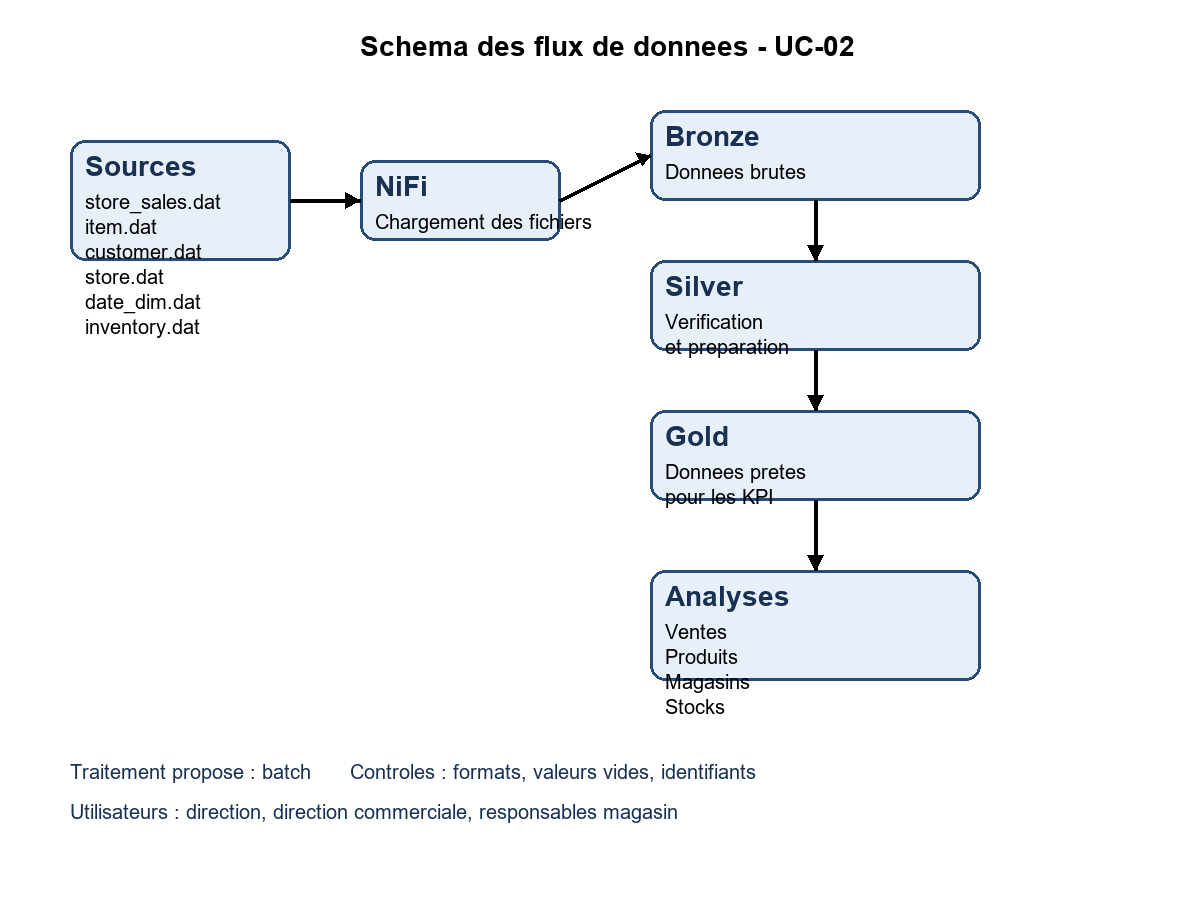 Schema des flux de donnees - UC-02
Sources
store_sales.dat
item.dat
customer.dat
store.dat
date_dim.dat
inventory.dat
NiFi
Chargement des fichiers
Bronze
Donnees brutes
Silver
Verification
et preparation
Gold
Donnees pretes
pour les KPI
Analyses
Ventes
Produits
Magasins
Stocks
Traitement propose : batch
Controles : formats, valeurs vides, identifiants
Utilisateurs : direction, direction commerciale, responsables magasin